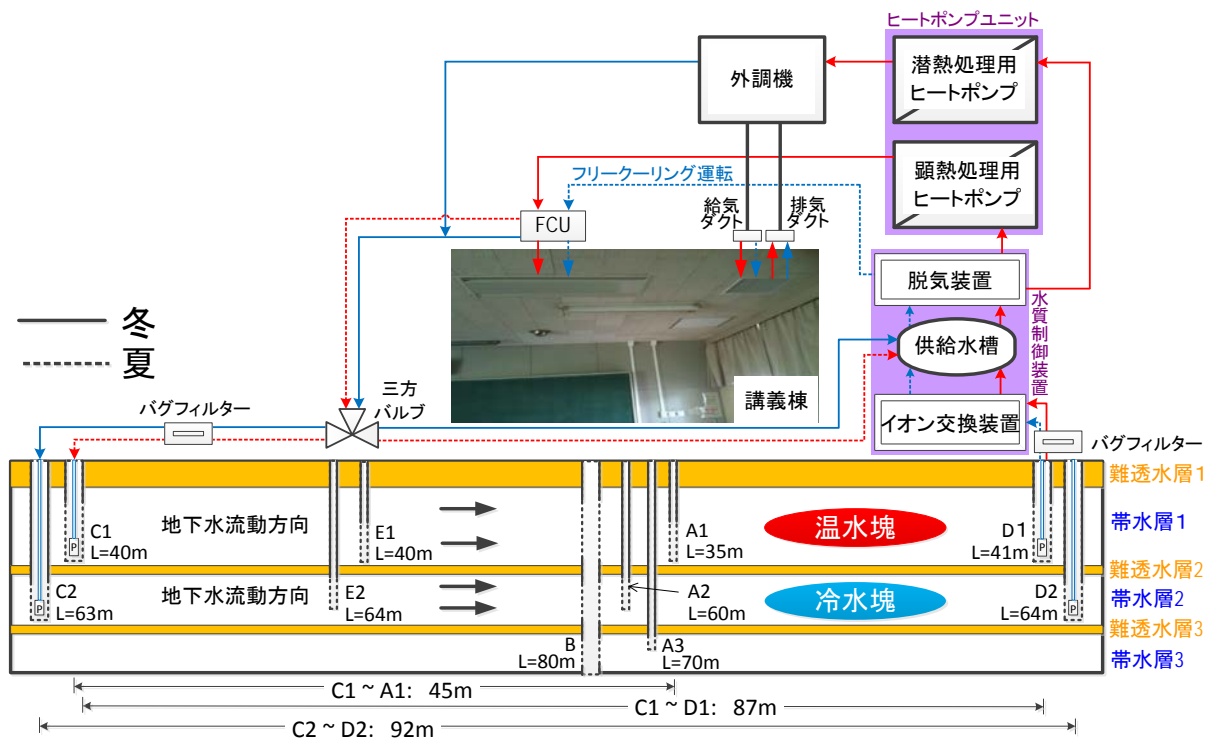 ヒートポンプユニット
外調機
潜熱処理用
ヒートポンプ
顕熱処理用
ヒートポンプ
フリークーリング運転
給気
ダクト
排気
ダクト
FCU
脱気装置
供給水槽
イオン交換装置
水質制御装置
冬
夏
講義棟
三方
バルブ
バグフィルター
バグフィルター
難透水層1
地下水流動方向
C1
L=40m
P
E1
L=40m
A1
L=35m
温水塊
D1
L=41m
P
帯水層1
難透水層2
C2
L=63m
P
地下水流動方向
E2
L=64m
A2
L=60m
冷水塊
D2
L=64m
P
帯水層2
難透水層3
B
L=80m
A3
L=70m
帯水層3
C1 ~ A1: 45m
C1 ~ D1: 87m
C2 ~ D2: 92m